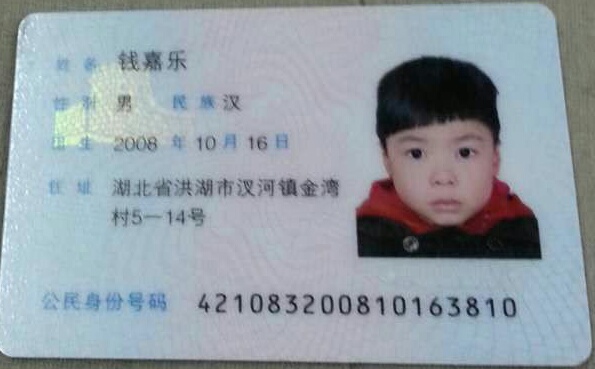 姓名 钱嘉乐
性别 男 民族 汉
出生 2008 年 10 月 16 日
住址 湖北省洪湖市汊河镇金湾
村5一14号
公民身份号码 421083200810163810